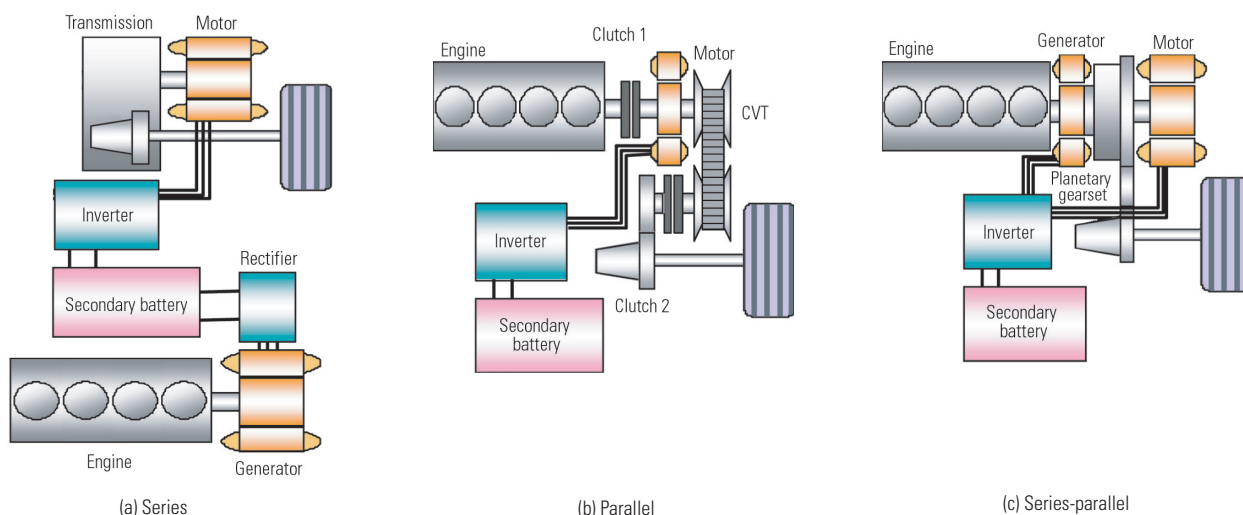 Transmission
Motor
Inverter
Rectifier
Secondary battery
Engine
Generator
(a) Series
Clutch 1
Engine
Motor
CVT
Inverter
Clutch 2
Secondary
battery
(b) Parallel
Generator
Motor
Engine
Planetary
gearset
Inverter
Secondary
battery
(c) Series-parallel